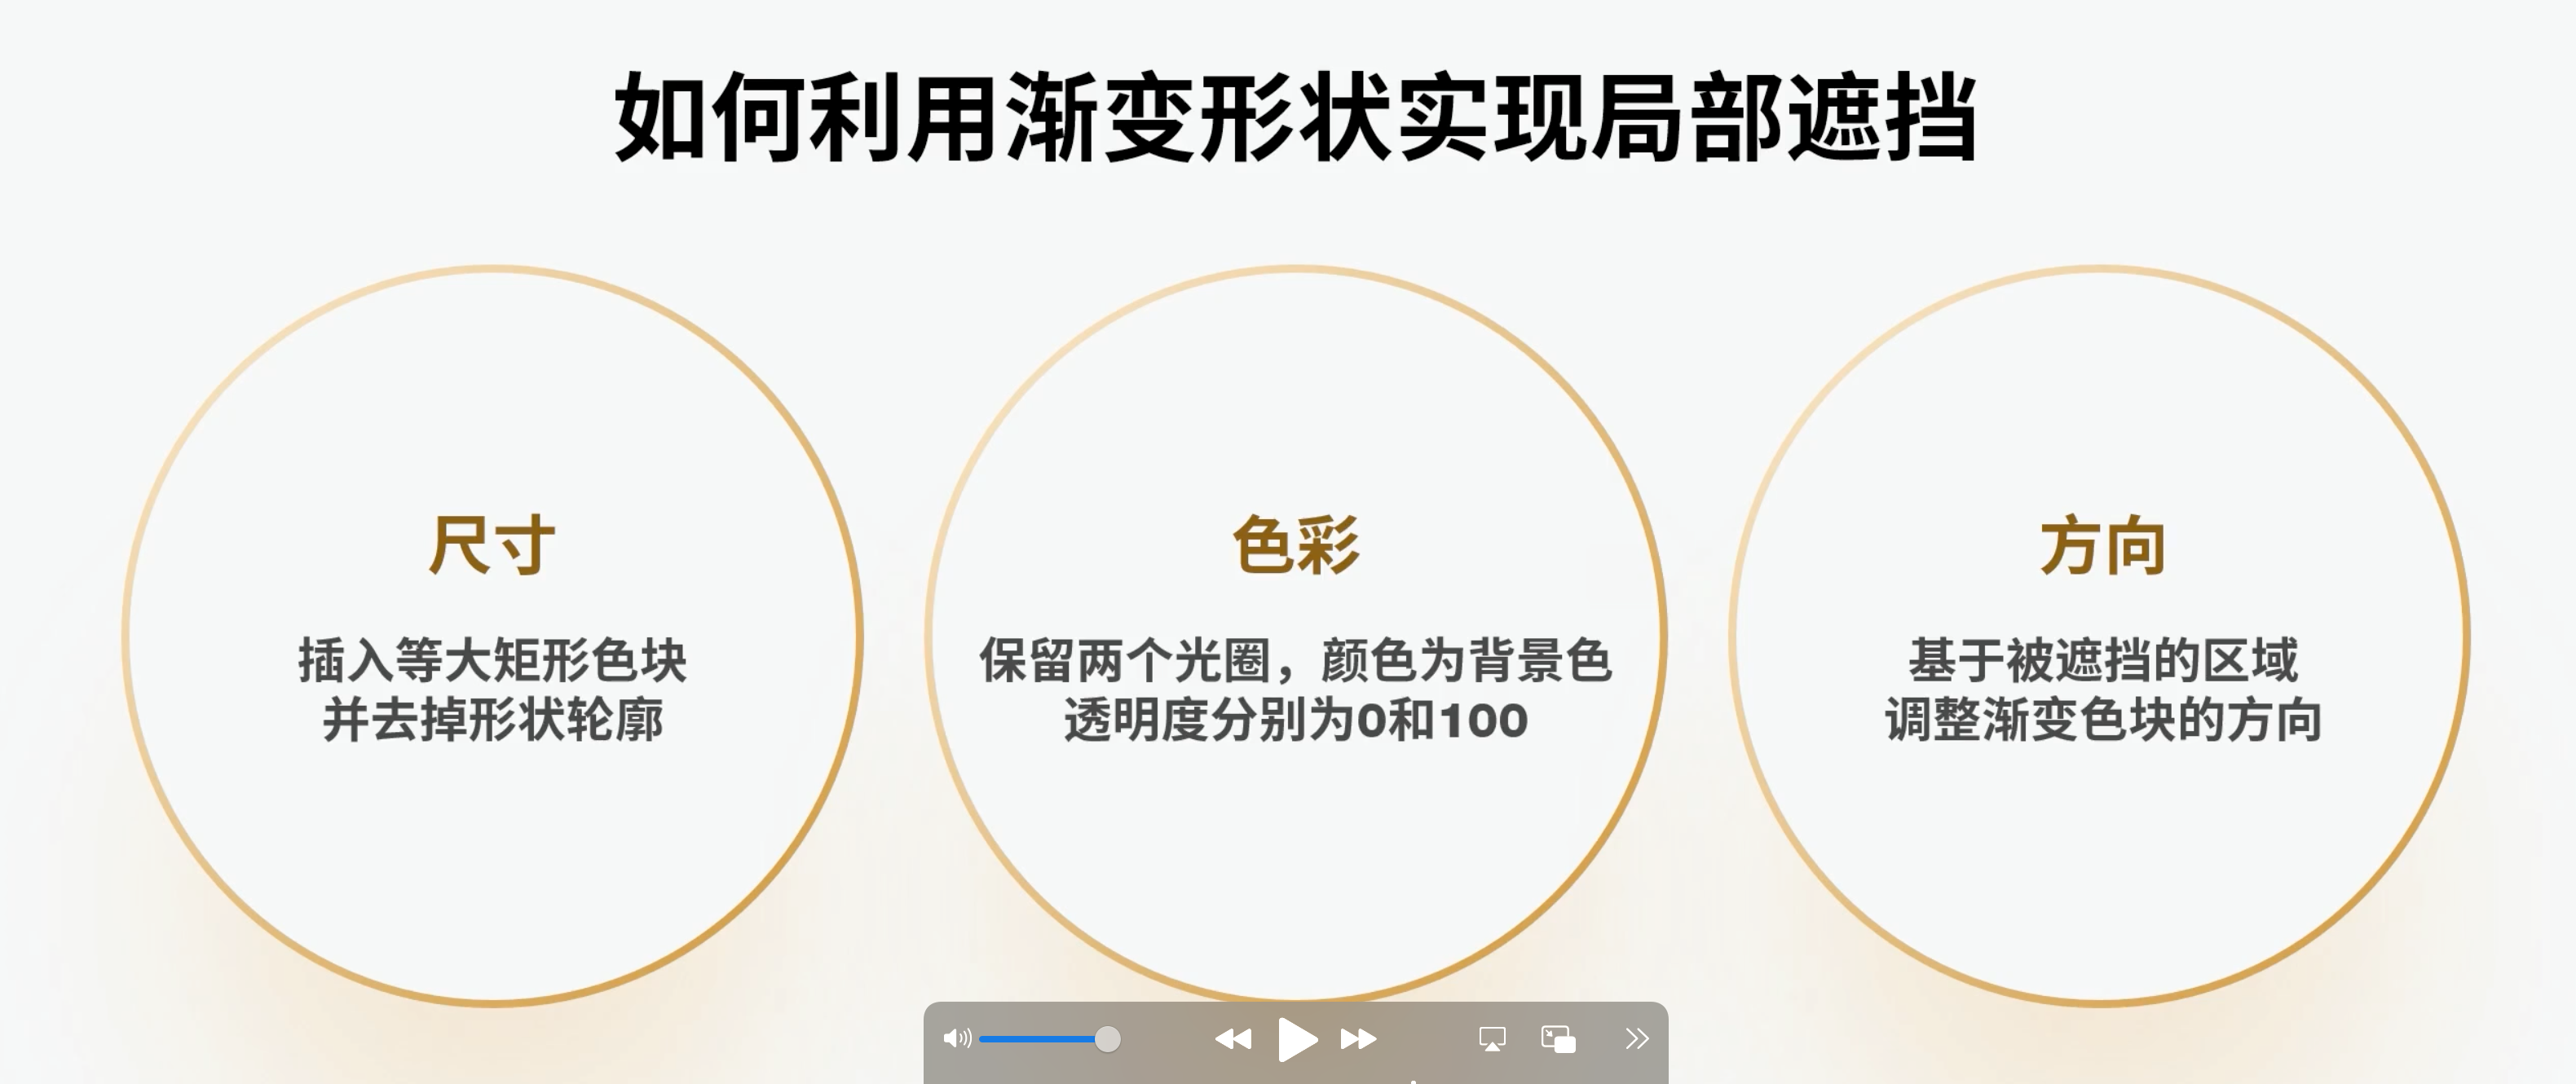 如何利用渐变形状实现局部遮挡
尺寸
插入等大矩形色块
并去掉形状轮廓
色彩
保留两个光圈，颜色为背景色
透明度分别为0和100
方向
基于被遮挡的区域
调整渐变色块的方向